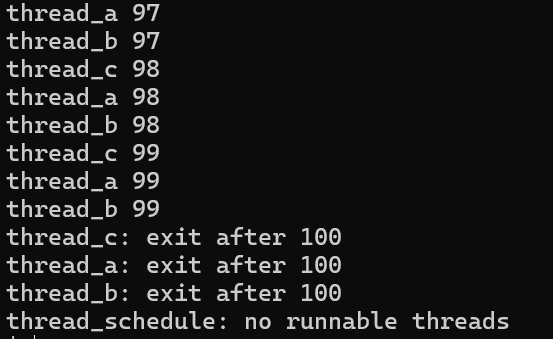 thread_a 97
thread_b 97
thread_c 98
thread_a 98
thread_b 98
thread_c 99
thread_a 99
thread_b 99
thread_c: exit after 100
thread_a: exit after 100
thread_b: exit after 100
thread_schedule: no runnable threads